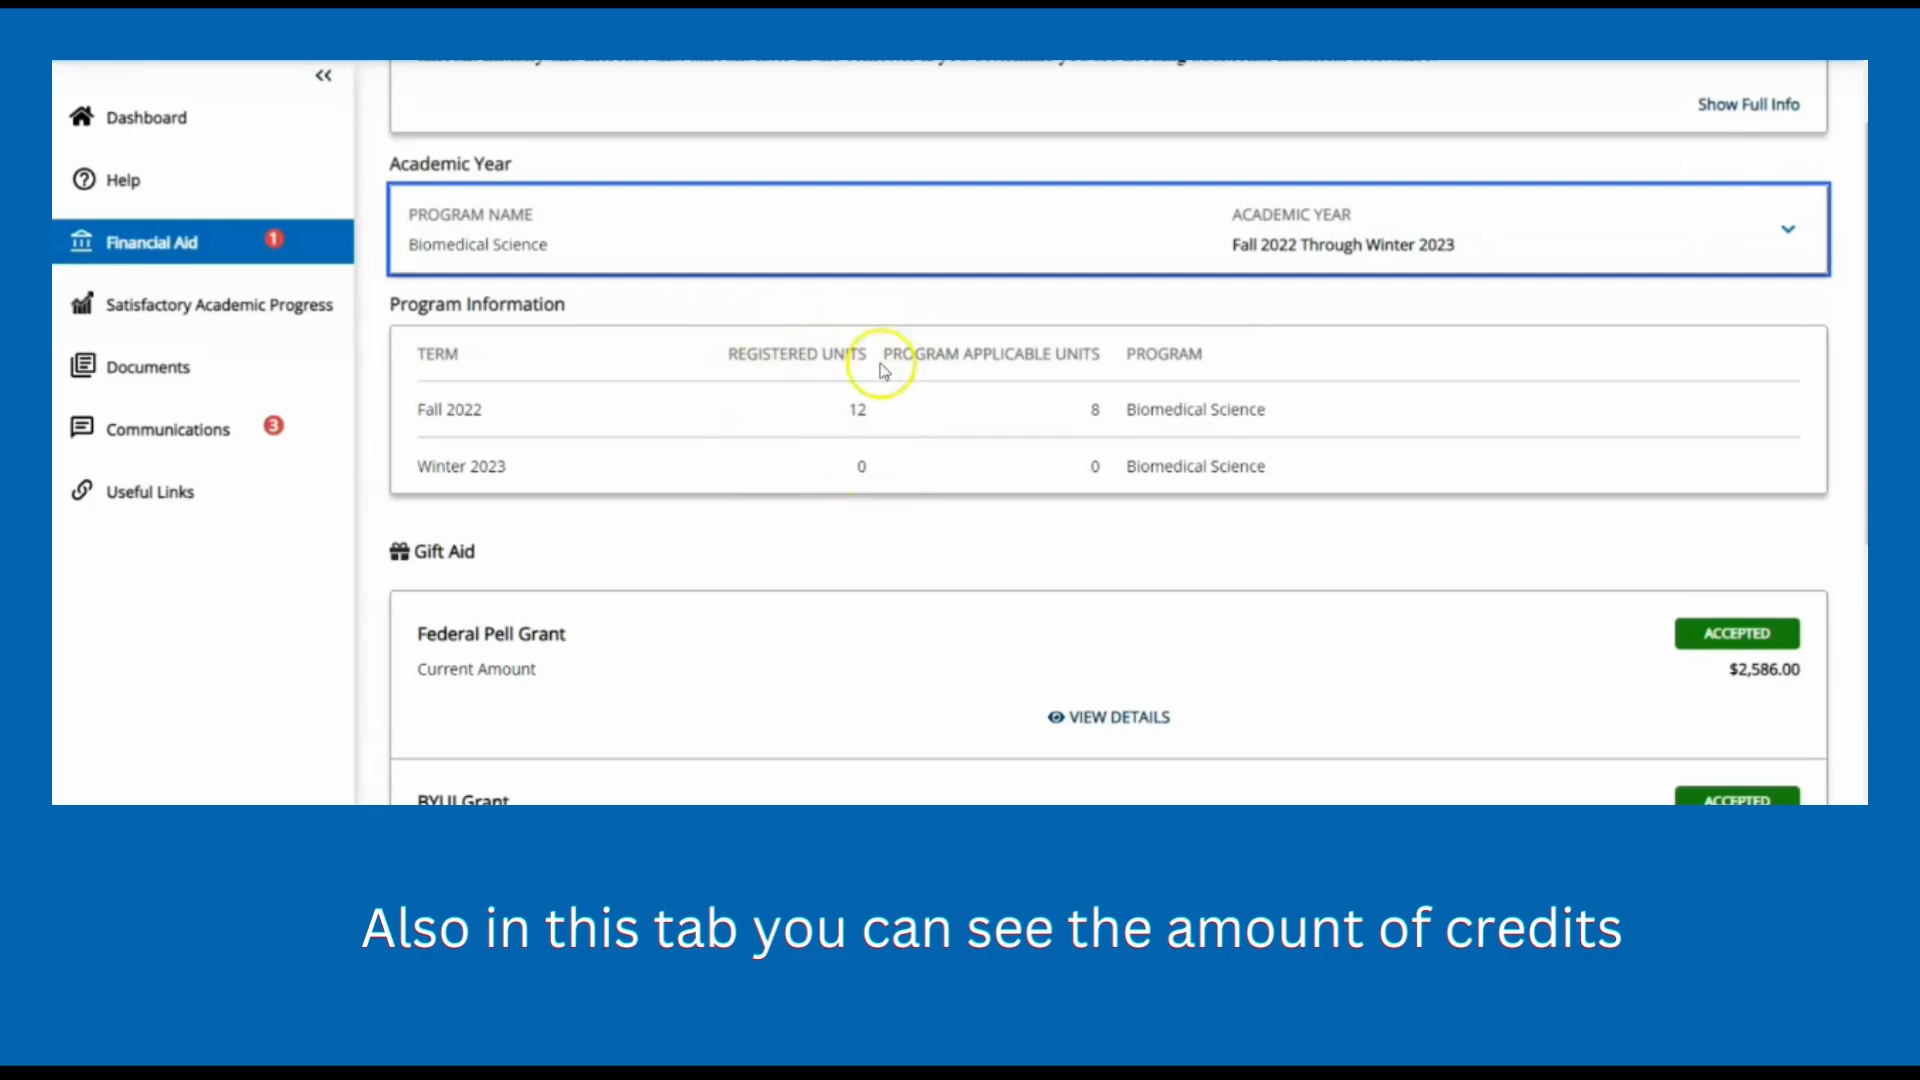 Show Full Info
Dashboard
Help
Financial Aid 1
Satisfactory Academic Progress
Documents
Communications 3
Useful Links
Academic Year
PROGRAM NAME ACADEMIC YEAR
Biomedical Science Fall 2022 Through Winter 2023
Program Information
TERM REGISTERED UNITS PROGRAM APPLICABLE UNITS PROGRAM
Fall 2022 12 8 Biomedical Science
Winter 2023 0 0 Biomedical Science
Gift Aid
Federal Pell Grant ACCEPTED
Current Amount $2,586.00
VIEW DETAILS
BYUI Grant ACCEPTED
Also in this tab you can see the amount of credits